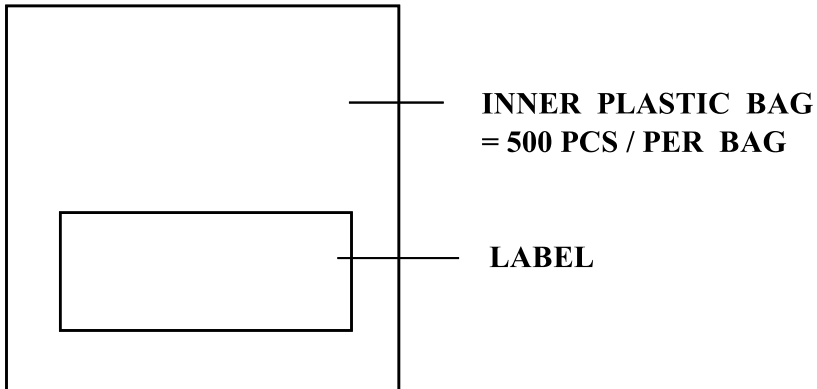 INNER PLASTIC BAG
= 500 PCS / PER BAG
LABEL